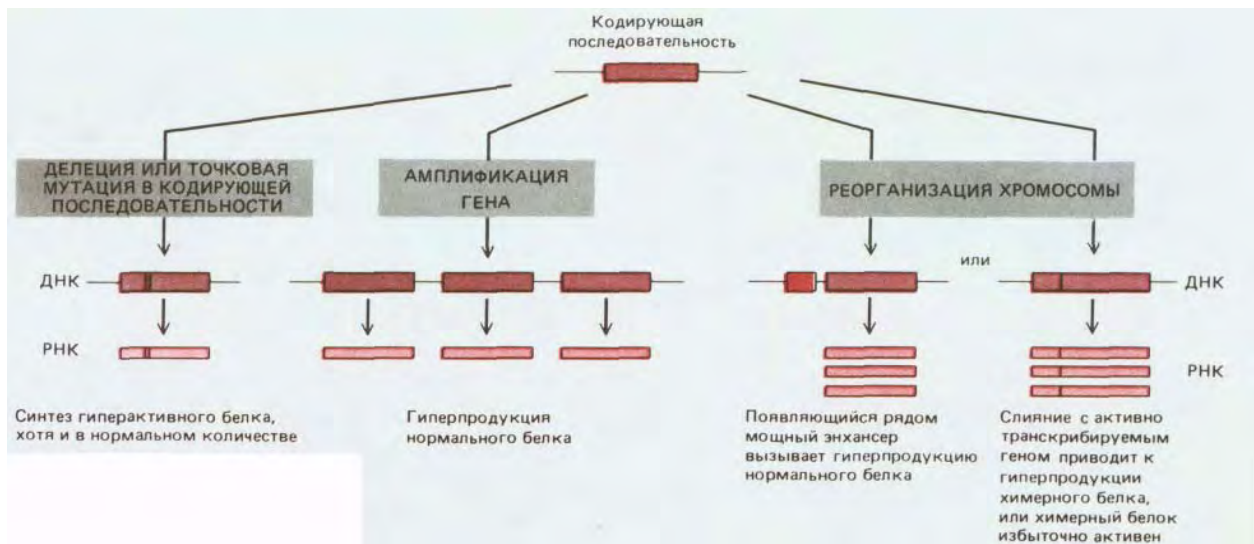 Кодирующая
последовательность
ДЕЛЕЦИЯ ИЛИ ТОЧКОВАЯ
МУТАЦИЯ В КОДИРУЮЩЕЙ
ПОСЛЕДОВАТЕЛЬНОСТИ
АМПЛИФИКАЦИЯ
ГЕНА
РЕОРГАНИЗАЦИЯ ХРОМОСОМЫ
ДНК
или
ДНК
РНК
РНК
Синтез гиперактивного белка,
хотя и в нормальном количестве
Гиперпродукция
нормального белка
Появляющийся рядом
мощный энхансер
вызывает гиперпродукцию
нормального белка
Слияние с активно
транскрибируемым
геном приводит к
гиперпродукции
химерного белка,
или химерный белок
избыточно активен